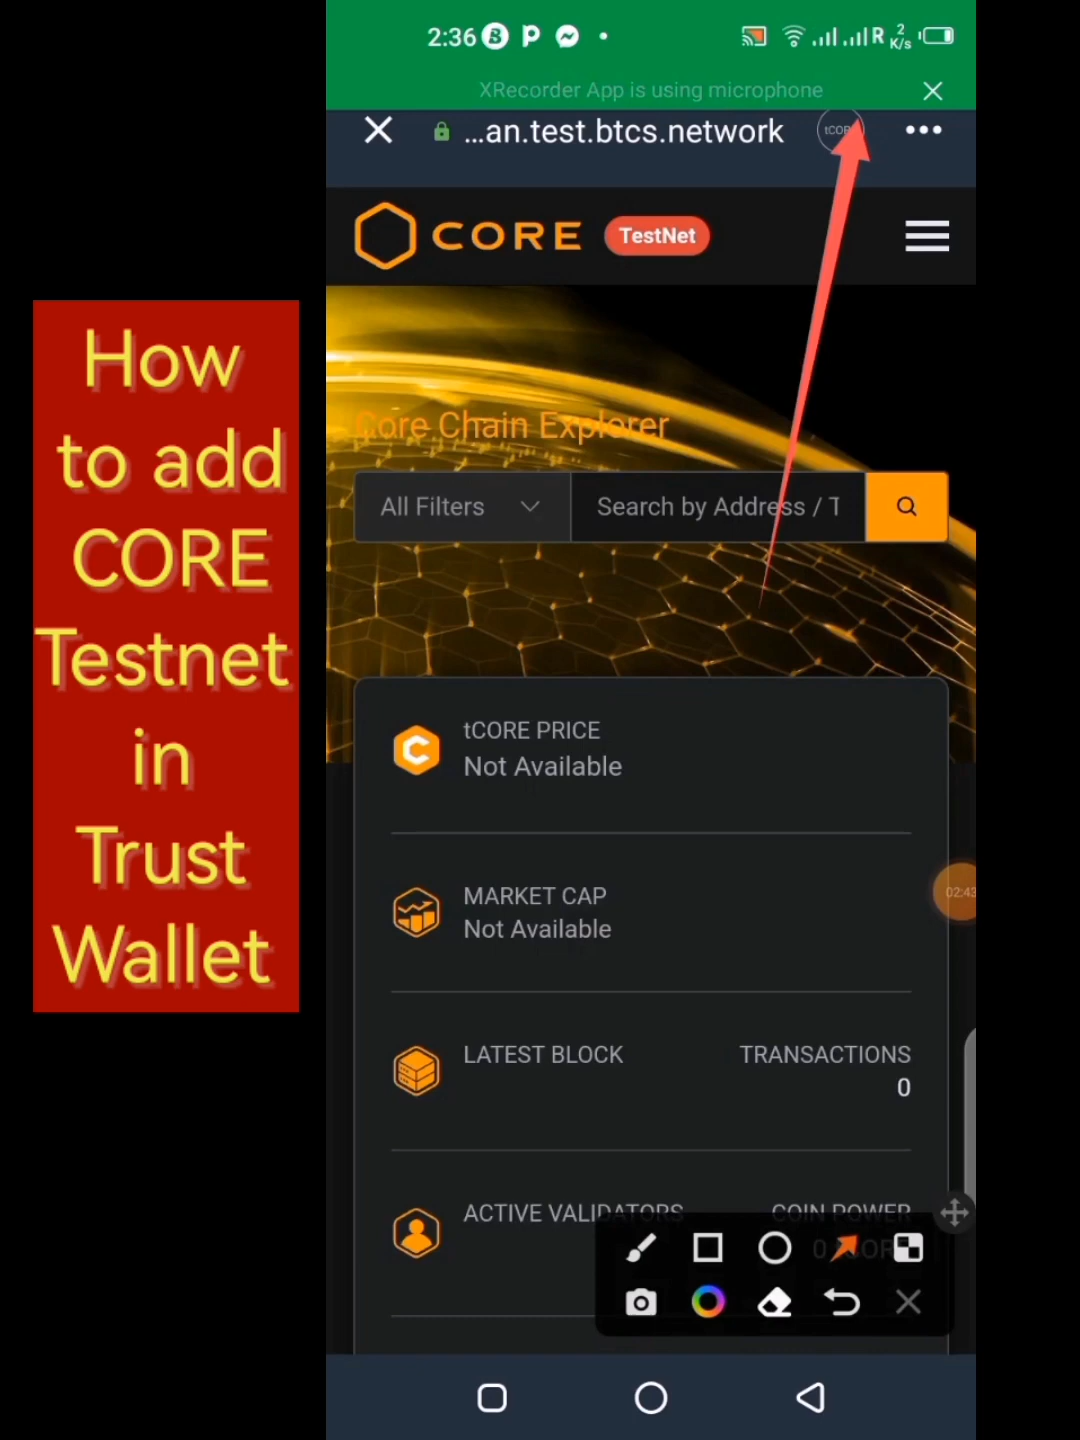 How
to add
CORE
Testnet
in
Trust
Wallet
2:36
R 2 K/s
XRecorder App is using microphone
...an.test.btcs.network
CORE TestNet
Core Chain Explorer
All Filters
Search by Address / T
tCORE PRICE
Not Available
MARKET CAP
Not Available
02:43
LATEST BLOCK TRANSACTIONS
0
ACTIVE VALIDATORS COIN POWER
0